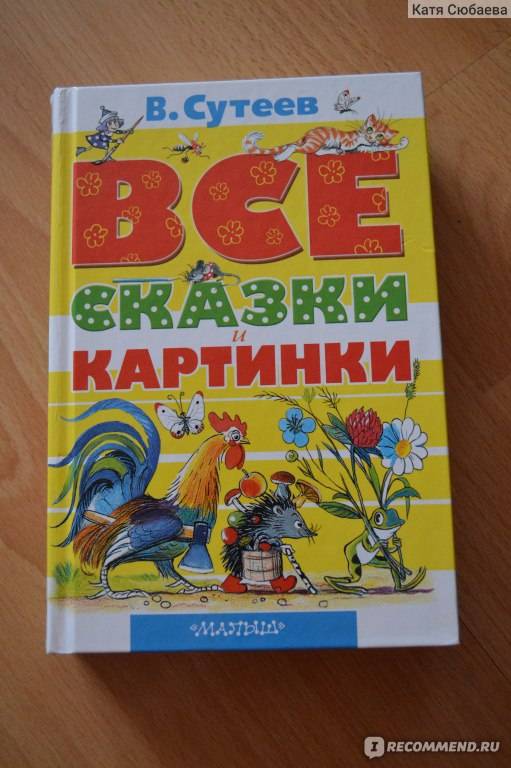 Катя Сюбаева
В. Сутеев
ВСЕ
СКАЗКИ
и
КАРТИНКИ
«МАЛЫШ»
I RECOMMEND.RU